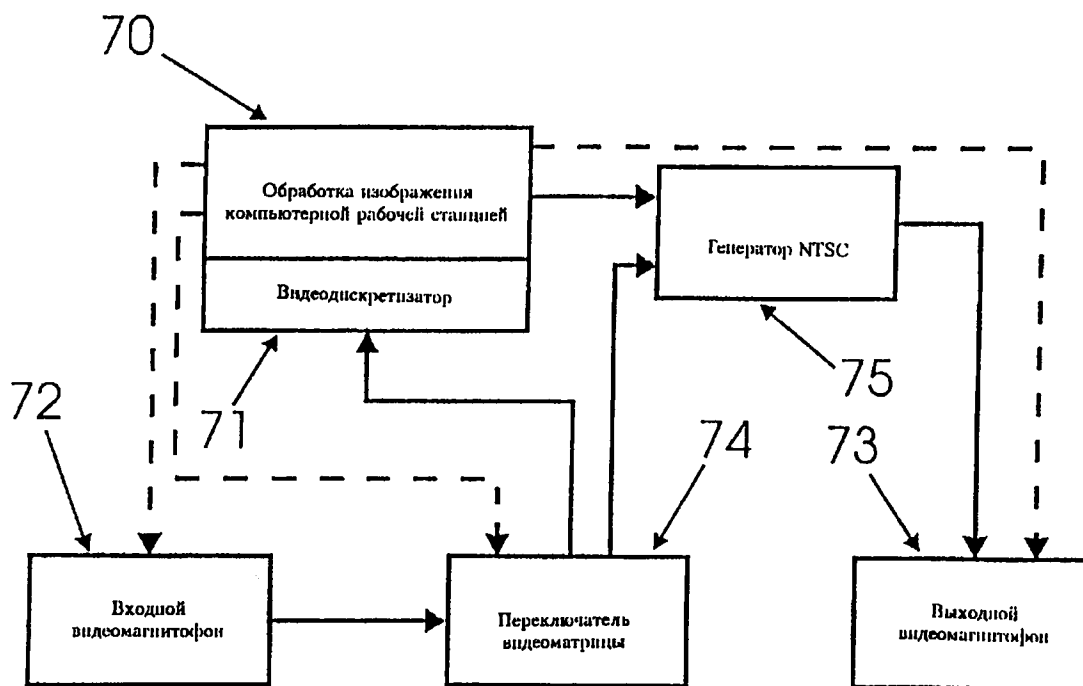 70
Обработка изображения
компьютерной рабочей станцией
Видеодискретизатор
Генератор NTSC
75
71
72
74
73
Входной
видеомагнитофон
Переключатель
видеоматрицы
Выходной
видеомагнитофон